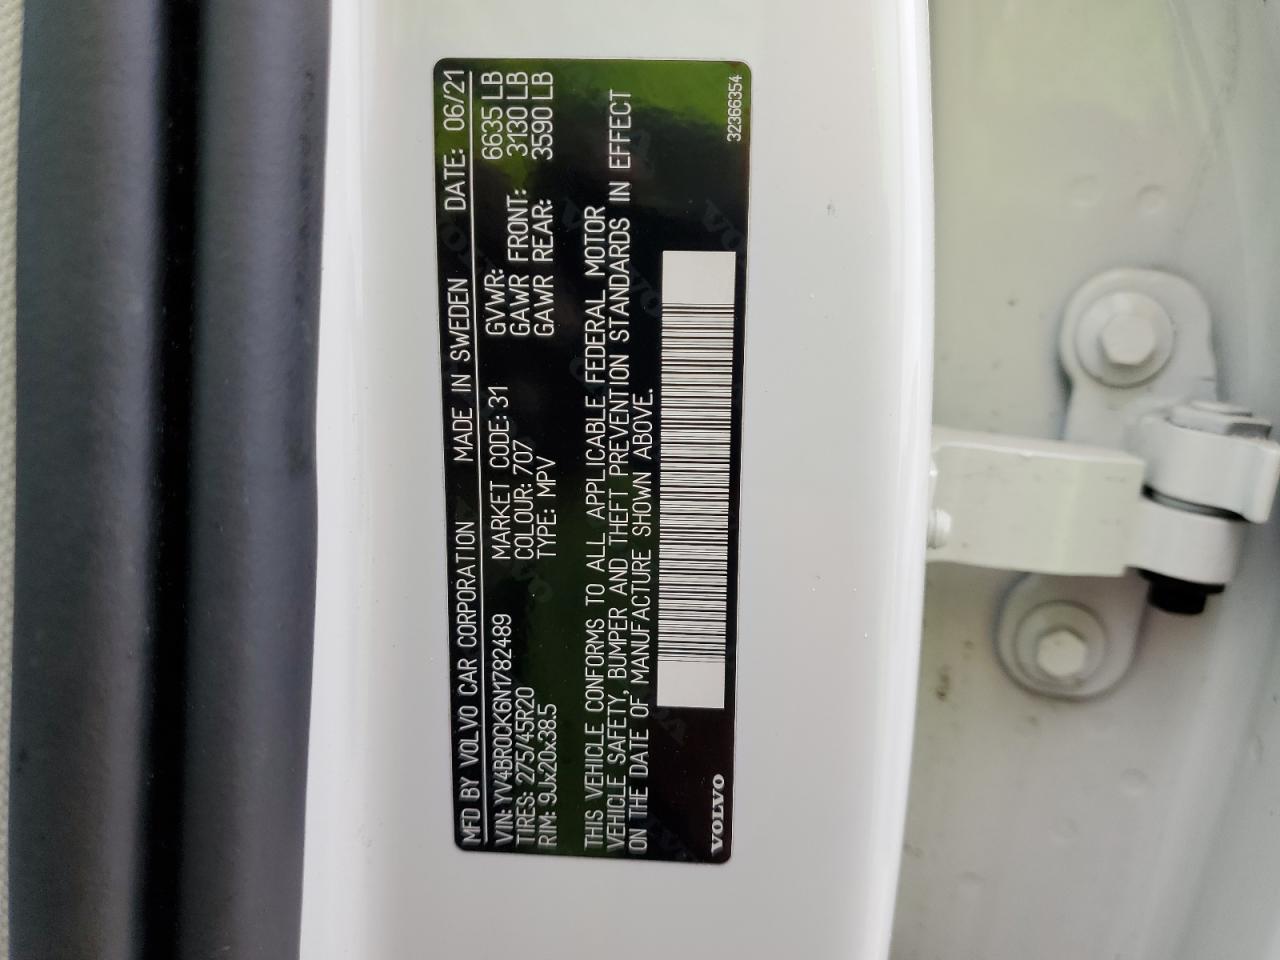 MFD BY VOLVO CAR CORPORATION MADE IN SWEDEN DATE: 06/21
VIN: YV4BR0CK6N1782489 MARKET CODE: 31 GVWR: 6635 LB
TIRES: 275/45R20 COLOUR: 707 GAWR FRONT: 3130 LB
RIM: 9Jx20x38.5 TYPE: MPV GAWR REAR: 3590 LB
THIS VEHICLE CONFORMS TO ALL APPLICABLE FEDERAL MOTOR
VEHICLE SAFETY, BUMPER AND THEFT PREVENTION STANDARDS IN EFFECT
ON THE DATE OF MANUFACTURE SHOWN ABOVE.
VOLVO 32366354